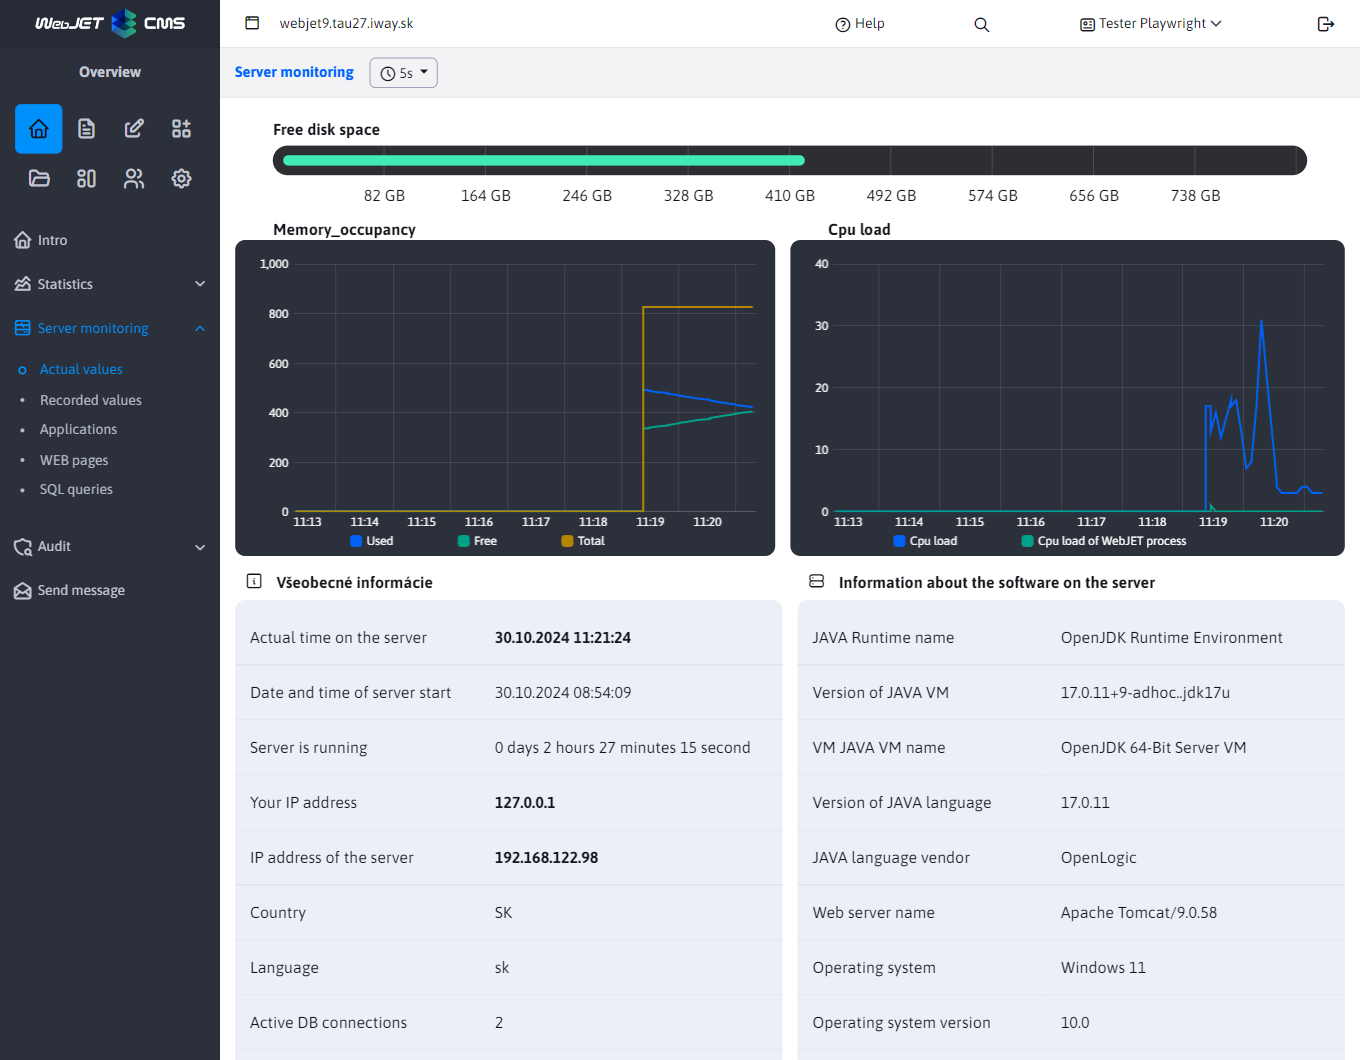 WebJET CMS
webjet9.tau27.iway.sk
Help
Tester Playwright
Overview
Server monitoring
5s
Intro
Statistics
Server monitoring
Actual values
Recorded values
Applications
WEB pages
SQL queries
Audit
Send message
Free disk space
82 GB 164 GB 246 GB 328 GB 410 GB 492 GB 574 GB 656 GB 738 GB
Memory_occupancy
1,000
800
600
400
200
0
11:13 11:14 11:15 11:16 11:17 11:18 11:19 11:20
Used Free Total
Cpu load
40
30
20
10
0
11:13 11:14 11:15 11:16 11:17 11:18 11:19 11:20
Cpu load Cpu load of WebJET process
Všeobecné informácie
Actual time on the server 30.10.2024 11:21:24
Date and time of server start 30.10.2024 08:54:09
Server is running 0 days 2 hours 27 minutes 15 second
Your IP address 127.0.0.1
IP address of the server 192.168.122.98
Country SK
Language sk
Active DB connections 2
Information about the software on the server
JAVA Runtime name OpenJDK Runtime Environment
Version of JAVA VM 17.0.11+9-adhoc..jdk17u
VM JAVA VM name OpenJDK 64-Bit Server VM
Version of JAVA language 17.0.11
JAVA language vendor OpenLogic
Web server name Apache Tomcat/9.0.58
Operating system Windows 11
Operating system version 10.0